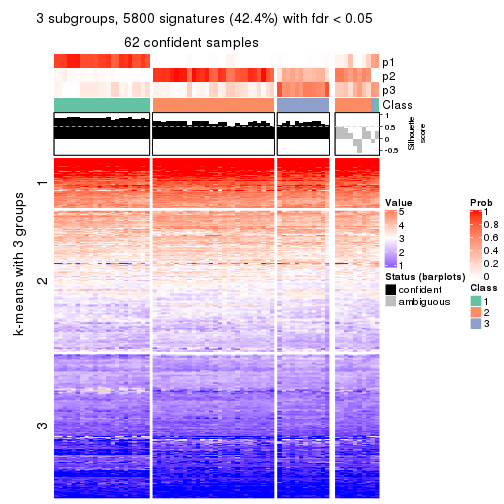 3 subgroups, 5800 signatures (42.4%) with fdr < 0.05
62 confident samples
p1
p2
p3
Class
1
0.5
0
-0.5
Silhouette
score
k-means with 3 groups
1
2
3
Value
5
4
3
2
1
Status (barplots)
confident
ambiguous
Prob
1
0.8
0.6
0.4
0.2
0
Class
1
2
3